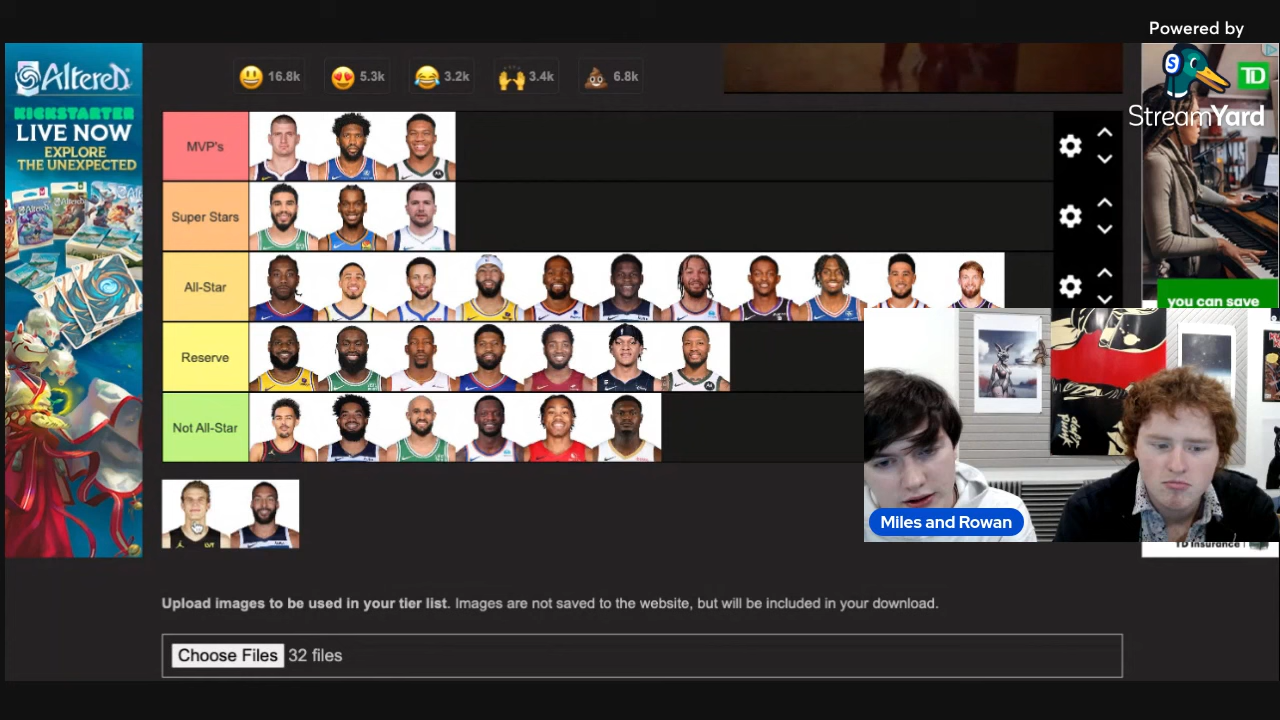 Powered by
StreamYard
ALTERED
KICKSTARTER
LIVE NOW
EXPLORE
THE UNEXPECTED
16.8k
5.3k
3.2k
3.4k
6.8k
TD
MVP's
Super Stars
All-Star
Reserve
Not All-Star
you can save
Miles and Rowan
TD Insurance
Upload images to be used in your tier list. Images are not saved to the website, but will be included in your download.
Choose Files 32 files